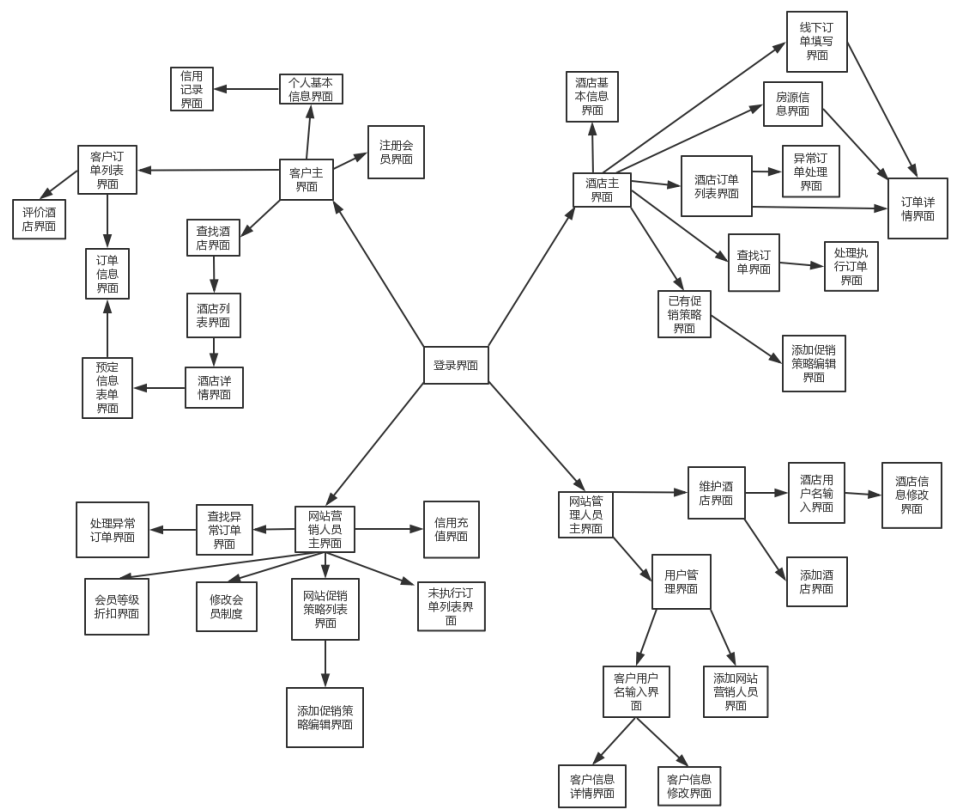 信用
记录
界面
个人基本
信息界面
注册会
员界面
客户订
单列表
界面
客户主
界面
评价酒
店界面
查找酒
店界面
订单
信息
界面
酒店列
表界面
预定
信息
表单
界面
酒店详
情界面
线下订
单填写
界面
酒店基
本信息
界面
房源信
息界面
酒店主
界面
酒店订单
列表界面
异常订
单处理
界面
订单详
情界面
查找订
单界面
处理执
行订单
界面
已有促
销策略
界面
添加促销
策略编辑
界面
登录界面
处理异常
订单界面
查找异
常订单
界面
网站营
销人员
主界面
信用充
值界面
会员等级
折扣界面
修改会
员制度
网站促销
策略列表
界面
未执行订
单列表界
面
添加促销策
略编辑界面
网站管
理人员
主界面
维护酒
店界面
酒店用
户名输
入界面
酒店信
息修改
界面
添加酒
店界面
用户管
理界面
客户用户
名输入界
面
添加网站
营销人员
界面
客户信息
详情界面
客户信息
修改界面